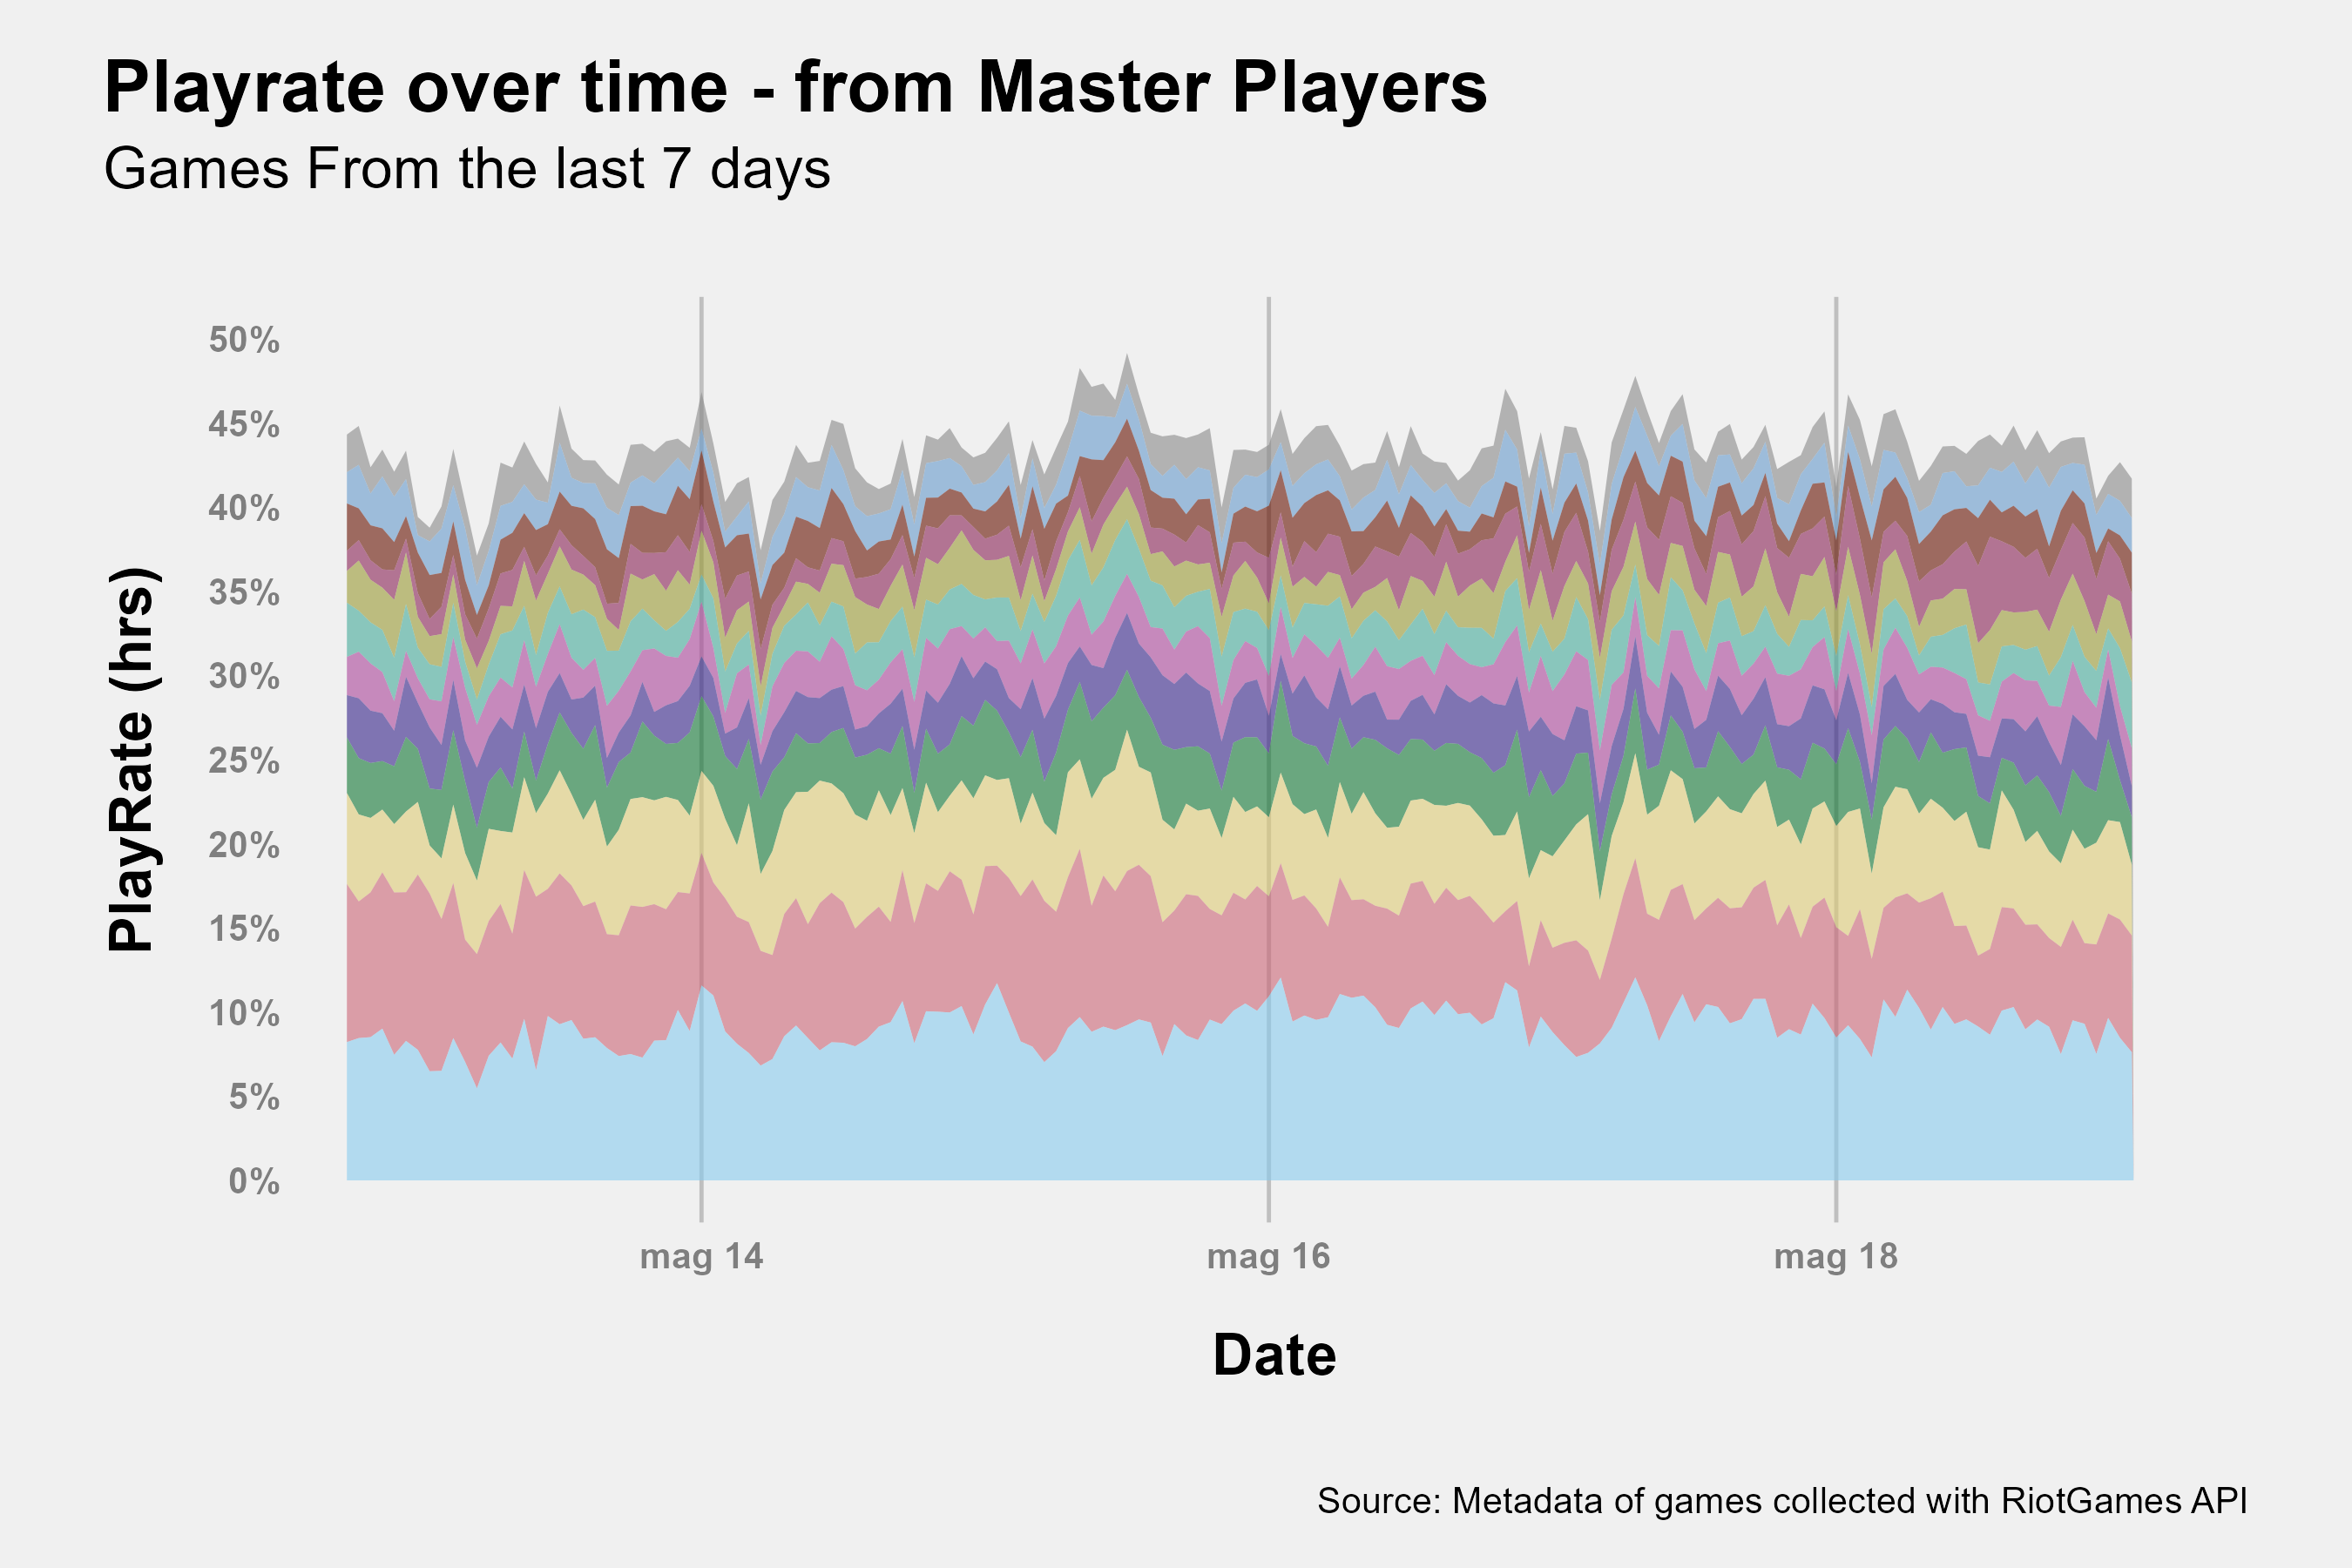 Playrate over time - from Master Players
Games From the last 7 days
PlayRate (hrs)
50%
45%
40%
35%
30%
25%
20%
15%
10%
5%
0%
mag 14
mag 16
mag 18
Date
Source: Metadata of games collected with RiotGames API